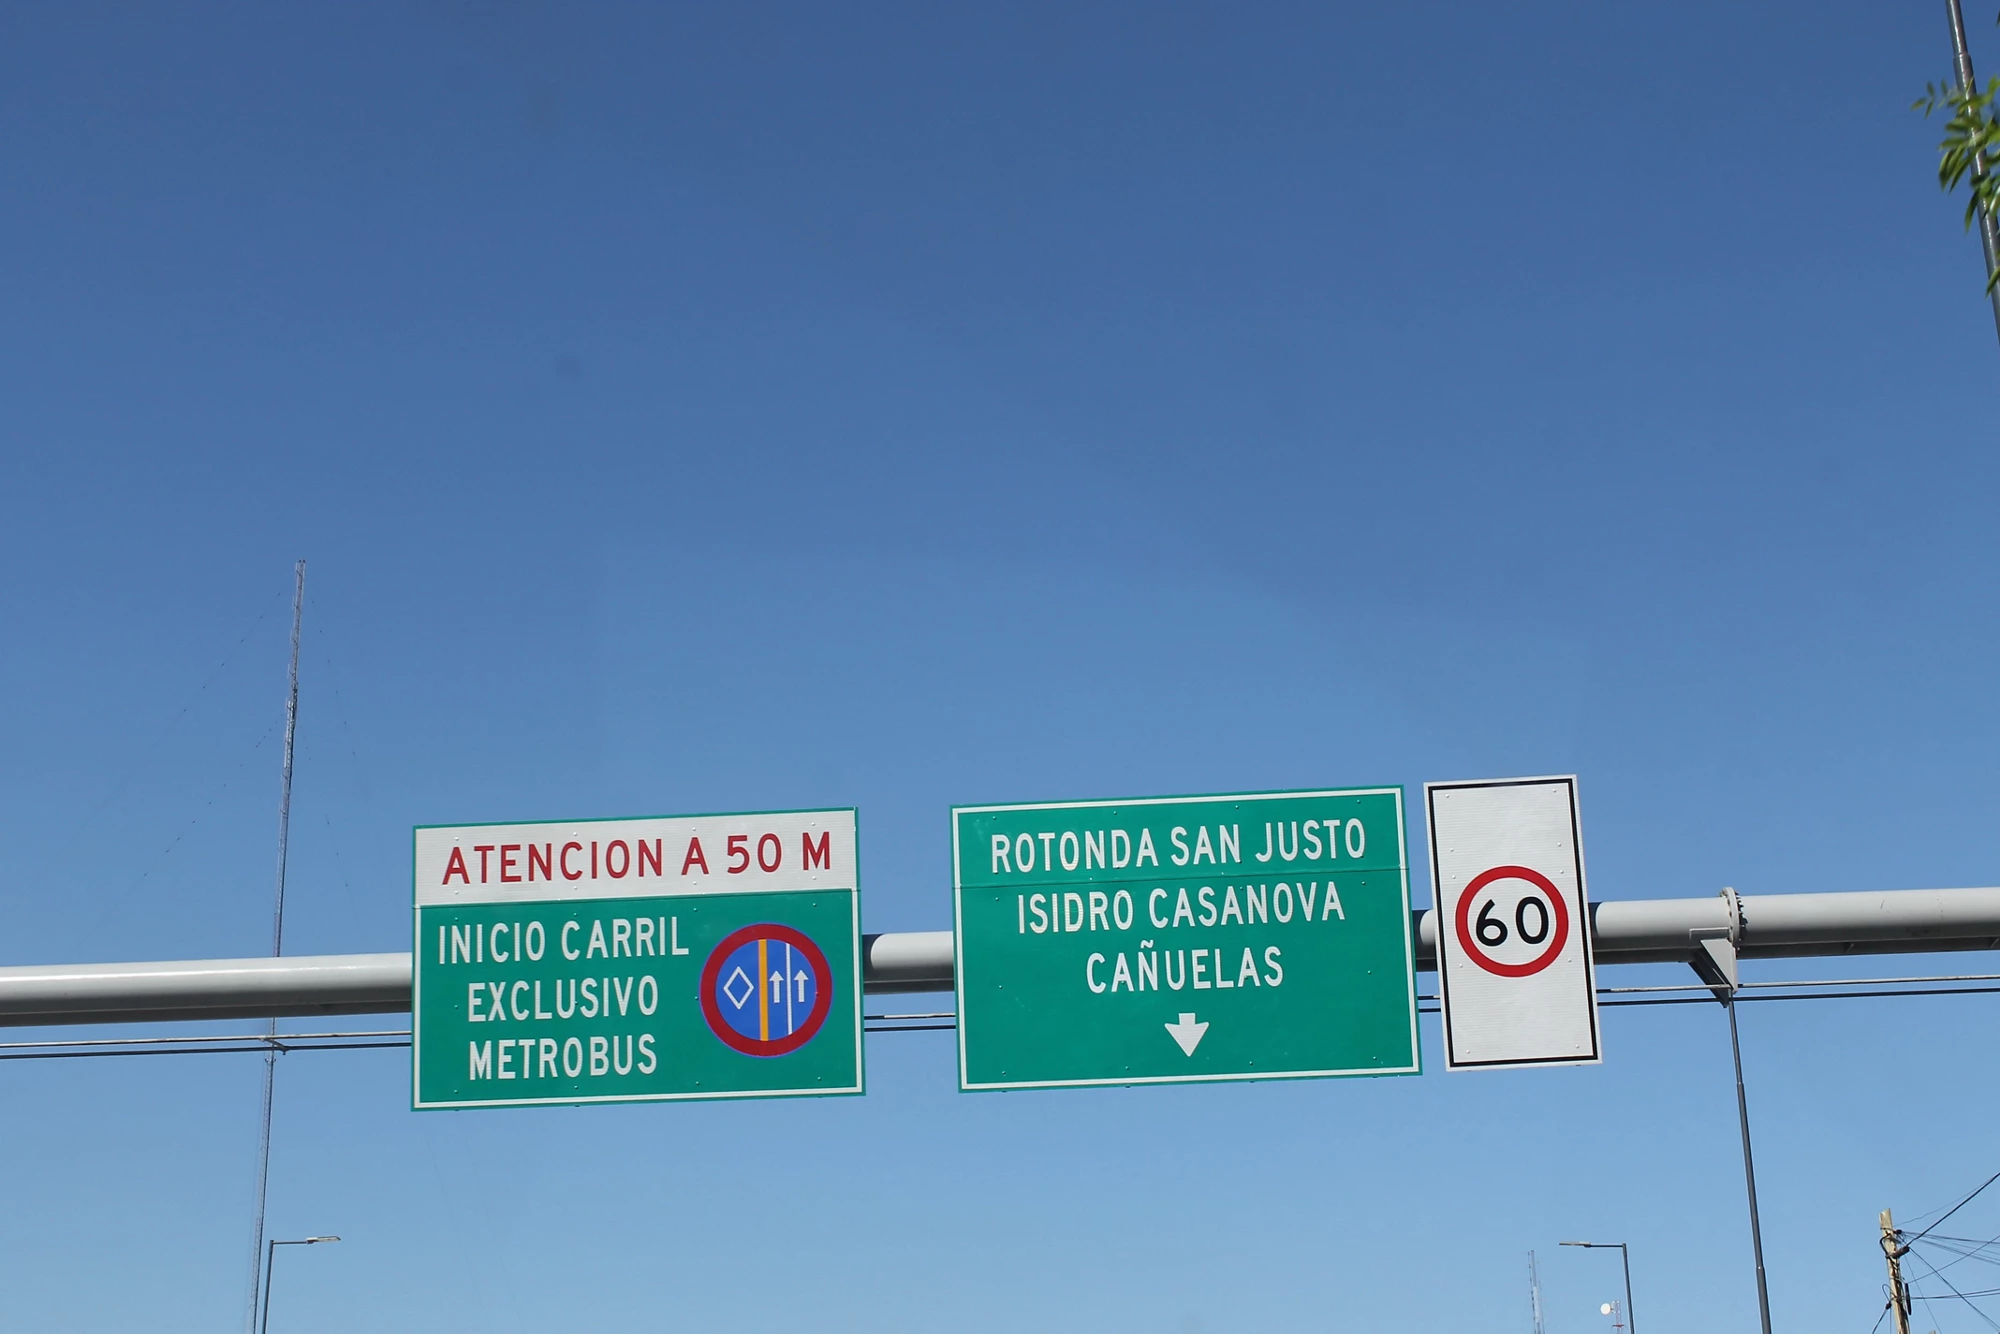 ATENCION A 50 M
INICIO CARRIL
EXCLUSIVO
METROBUS
ROTONDA SAN JUSTO
ISIDRO CASANOVA
CAÑUELAS
60